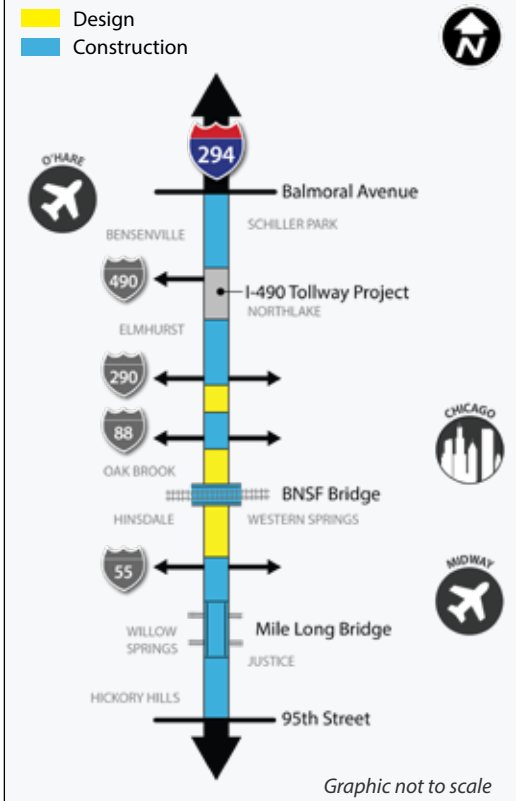 Design
Construction
N
294
O'HARE
Balmoral Avenue
SCHILLER PARK
BENSENVILLE
490
I-490 Tollway Project
NORTHLAKE
ELMHURST
290
88
CHICAGO
OAK BROOK
BNSF Bridge
HINSDALE
WESTERN SPRINGS
55
MIDWAY
WILLOW
SPRINGS
Mile Long Bridge
JUSTICE
HICKORY HILLS
95th Street
Graphic not to scale